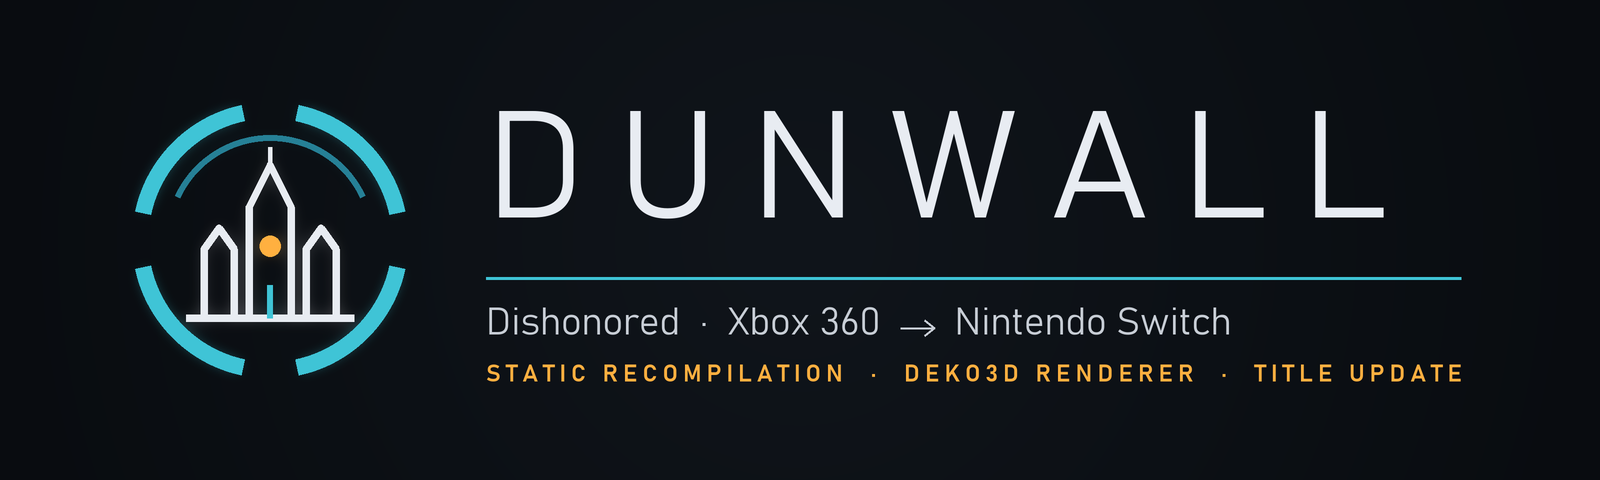 DUNWALL
Dishonored · Xbox 360 → Nintendo Switch
STATIC RECOMPILATION · DEKO3D RENDERER · TITLE UPDATE